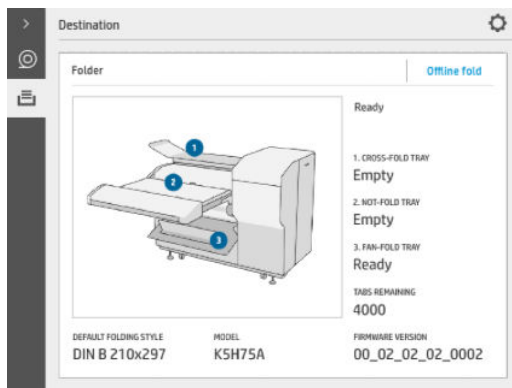 Destination
Folder
Offline fold
Ready
1
2
3
1. CROSS-FOLD TRAY
Empty
2. NOT-FOLD TRAY
Empty
3. FAN-FOLD TRAY
Ready
TABS REMAINING
4000
DEFAULT FOLDING STYLE
DIN B 210x297
MODEL
K5H75A
FIRMWARE VERSION
00_02_02_02_0002